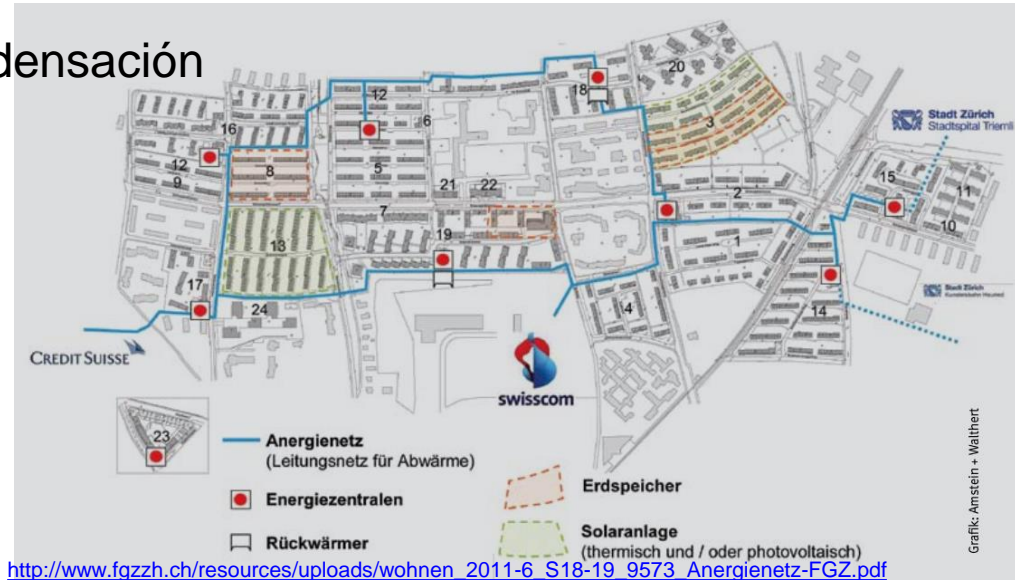 densación
20
12
18
Stadt Zürich
Stadtspital Triemli
16
6
3
12
8
5
15
9
21
22
2
11
7
13
19
1
10
17
Stadt Zürich
24
4
14
CREDIT SUISSE
swisscom
23
Anergienetz
(Leitungsnetz für Abwärme)
Energiezentralen
Rückwärmer
Erdspeicher
Solaranlage
(thermisch und / oder photovoltaisch)
Grafik: Amstein + Walthert
http://www.fgzzh.ch/resources/uploads/wohnen_2011-6_S18-19_9573_Anergienetz-FGZ.pdf